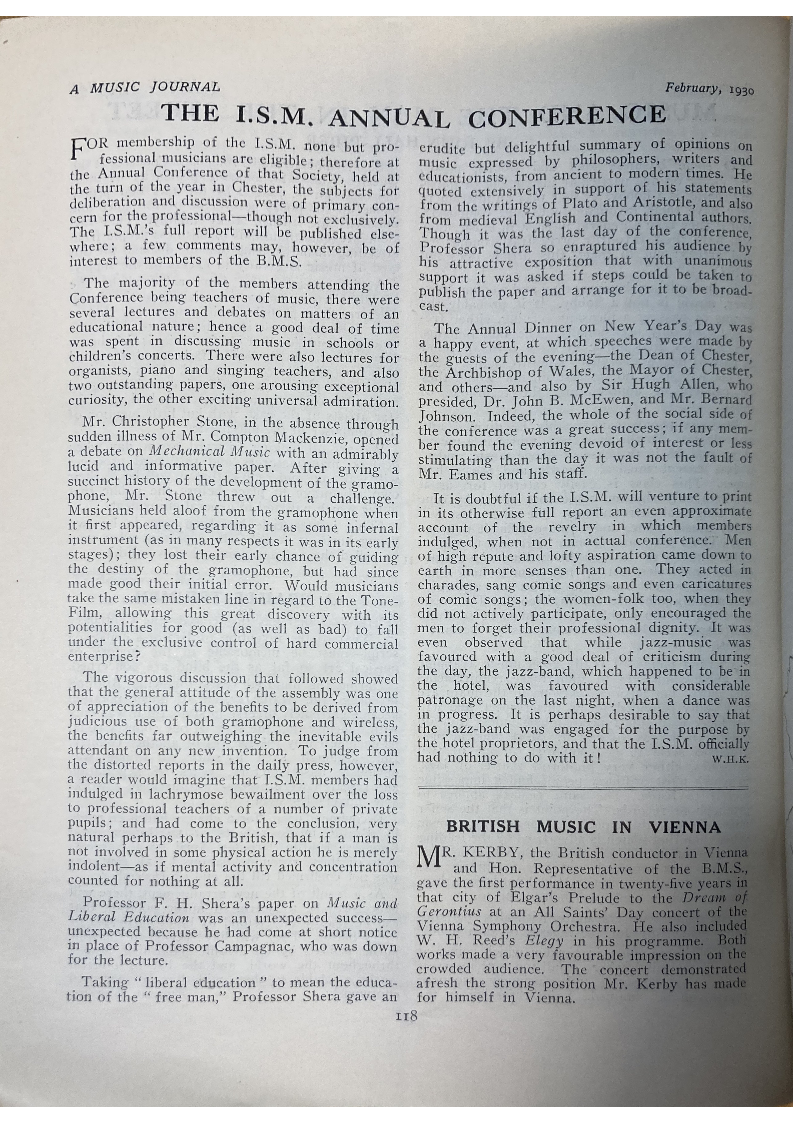 A MUSIC JOURNAL
February, 1930
THE I.S.M. ANNUAL CONFERENCE
FOR membership of the I.S.M. none but pro-
fessional musicians are eligible; therefore at
the Annual Conference of that Society, held at
the turn of the year in Chester, the subjects for
deliberation and discussion were of primary con-
cern for the professional—though not exclusively.
The I.S.M.'s full report will be published else-
where; a few comments may, however, be of
interest to members of the B.M.S.
The majority of the members attending the
Conference being teachers of music, there were
several lectures and debates on matters of an
educational nature; hence a good deal of time
was spent in discussing music in schools or
children's concerts. There were also lectures for
organists, piano and singing teachers, and also
two outstanding papers, one arousing exceptional
curiosity, the other exciting universal admiration.
Mr. Christopher Stone, in the absence through
sudden illness of Mr. Compton Mackenzie, opened
a debate on Mechanical Music with an admirably
lucid and informative paper. After giving a
succinct history of the development of the gramo-
phone, Mr. Stone threw out a challenge.
Musicians held aloof from the gramophone when
it first appeared, regarding it as some infernal
instrument (as in many respects it was in its early
stages); they lost their early chance of guiding
the destiny of the gramophone, but had since
made good their initial error. Would musicians
take the same mistaken line in regard to the Tone-
Film, allowing this great discovery with its
potentialities for good (as well as bad) to fall
under the exclusive control of hard commercial
enterprise?
The vigorous discussion that followed showed
that the general attitude of the assembly was one
of appreciation of the benefits to be derived from
judicious use of both gramophone and wireless,
the benefits far outweighing the inevitable evils
attendant on any new invention. To judge from
the distorted reports in the daily press, however,
a reader would imagine that I.S.M. members had
indulged in lachrymose bewailment over the loss
to professional teachers of a number of private
pupils; and had come to the conclusion, very
natural perhaps to the British, that if a man is
not involved in some physical action he is merely
indolent—as if mental activity and concentration
counted for nothing at all.
Professor F. H. Shera's paper on Music and
Liberal Education was an unexpected success—
unexpected because he had come at short notice
in place of Professor Campagnac, who was down
for the lecture.
Taking "liberal education" to mean the educa-
tion of the "free man," Professor Shera gave an
erudite but delightful summary of opinions on
music expressed by philosophers, writers and
educationists, from ancient to modern times. He
quoted extensively in support of his statements
from the writings of Plato and Aristotle, and also
from medieval English and Continental authors.
Though it was the last day of the conference,
Professor Shera so enraptured his audience by
his attractive exposition that with unanimous
support it was asked if steps could be taken to
publish the paper and arrange for it to be broad-
cast.
The Annual Dinner on New Year's Day was
a happy event, at which speeches were made by
the guests of the evening—the Dean of Chester,
the Archbishop of Wales, the Mayor of Chester,
and others—and also by Sir Hugh Allen, who
presided, Dr. John B. McEwen, and Mr. Bernard
Johnson. Indeed, the whole of the social side of
the conference was a great success; if any mem-
ber found the evening devoid of interest or less
stimulating than the day it was not the fault of
Mr. Eames and his staff.
It is doubtful if the I.S.M. will venture to print
in its otherwise full report an even approximate
account of the revelry in which members
indulged, when not in actual conference. Men
of high repute and lofty aspiration came down to
earth in more senses than one. They acted in
charades, sang comic songs and even caricatures
of comic songs; the women-folk too, when they
did not actively participate, only encouraged the
men to forget their professional dignity. It was
even observed that while jazz-music was
favoured with a good deal of criticism during
the day, the jazz-band, which happened to be in
the hotel, was favoured with considerable
patronage on the last night, when a dance was
in progress. It is perhaps desirable to say that
the jazz-band was engaged for the purpose by
the hotel proprietors, and that the I.S.M. officially
had nothing to do with it! W.H.K.
BRITISH MUSIC IN VIENNA
MR. KERBY, the British conductor in Vienna
and Hon. Representative of the B.M.S.,
gave the first performance in twenty-five years in
that city of Elgar's Prelude to the Dream of
Gerontius at an All Saints' Day concert of the
Vienna Symphony Orchestra. He also included
W. H. Reed's Elegy in his programme. Both
works made a very favourable impression on the
crowded audience. The concert demonstrated
afresh the strong position Mr. Kerby has made
for himself in Vienna.
118